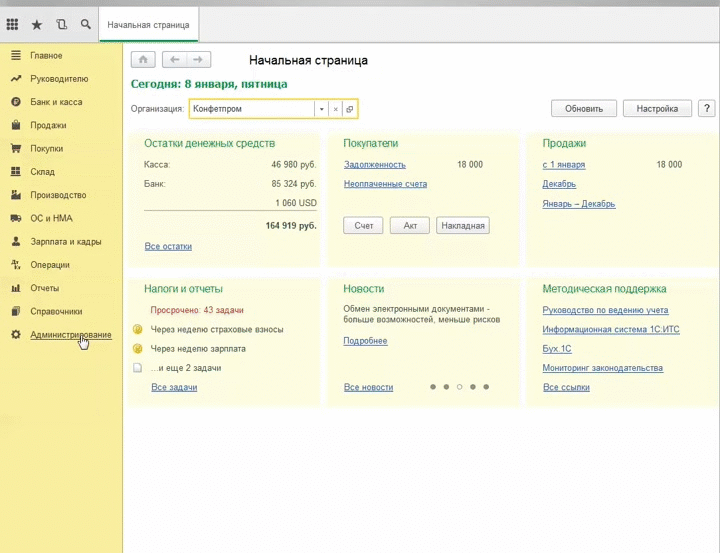 Начальная страница
Главное
Руководителю
Банк и касса
Продажи
Покупки
Склад
Производство
ОС и НМА
Зарплата и кадры
Операции
Отчеты
Справочники
Администрирование
Начальная страница
Сегодня: 8 января, пятница
Организация: Конфетпром
Обновить Настройка ?
Остатки денежных средств
Касса: 46 980 руб.
Банк: 85 324 руб.
1 060 USD
164 919 руб.
Все остатки
Покупатели
Задолженность 18 000
Неоплаченные счета
Счет Акт Накладная
Продажи
с 1 января 18 000
Декабрь
Январь – Декабрь
Налоги и отчеты
Просрочено: 43 задачи
Через неделю страховые взносы
Через неделю зарплата
...и еще 2 задачи
Все задачи
Новости
Обмен электронными документами -
больше возможностей, меньше рисков
Подробнее
Все новости
Методическая поддержка
Руководство по ведению учета
Информационная система 1С:ИТС
Бух.1С
Мониторинг законодательства
Все ссылки